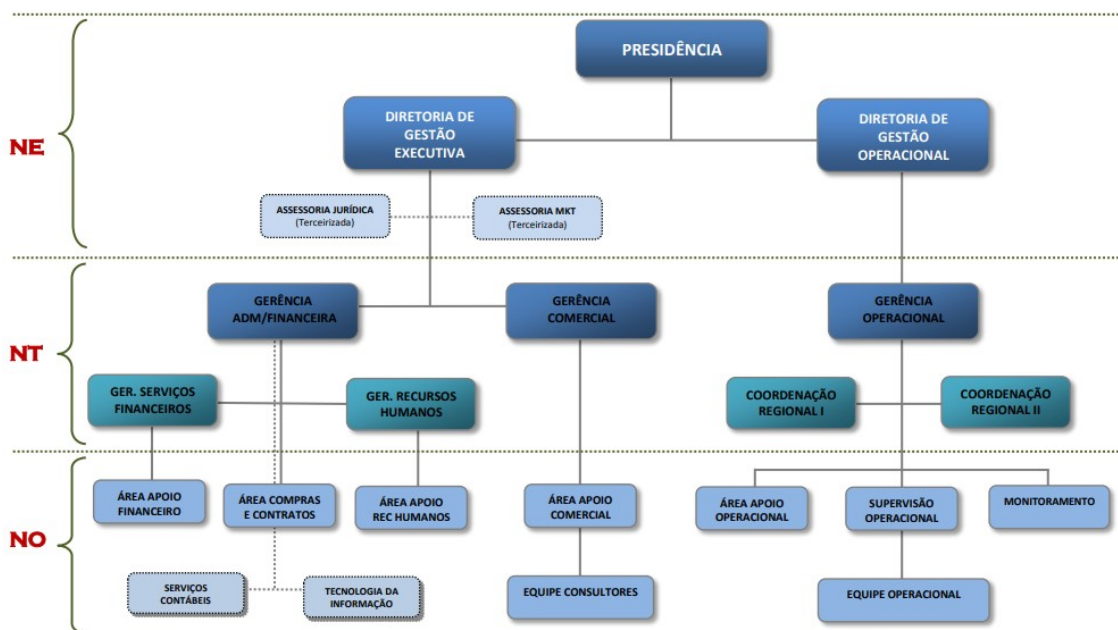 PRESIDÊNCIA
NE
DIRETORIA DE
GESTÃO
EXECUTIVA
DIRETORIA DE
GESTÃO
OPERACIONAL
ASSESSORIA JURÍDICA
(Terceirizada)
ASSESSORIA MKT
(Terceirizada)
NT
GERÊNCIA
ADM/FINANCEIRA
GERÊNCIA
COMERCIAL
GERÊNCIA
OPERACIONAL
GER. SERVIÇOS
FINANCEIROS
GER. RECURSOS
HUMANOS
COORDENAÇÃO
REGIONAL I
COORDENAÇÃO
REGIONAL II
NO
ÁREA APOIO
FINANCEIRO
ÁREA COMPRAS
E CONTRATOS
ÁREA APOIO
REC HUMANOS
ÁREA APOIO
COMERCIAL
ÁREA APOIO
OPERACIONAL
SUPERVISÃO
OPERACIONAL
MONITORAMENTO
SERVIÇOS
CONTÁBEIS
TECNOLOGIA DA
INFORMAÇÃO
EQUIPE CONSULTORES
EQUIPE OPERACIONAL